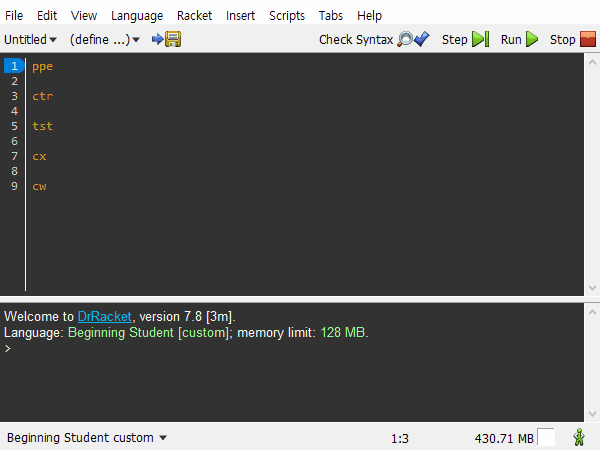 File Edit View Language Racket Insert Scripts Tabs Help
Untitled (define ...) Check Syntax Step Run Stop
1 ppe
2
3 ctr
4
5 tst
6
7 cx
8
9 cw
Welcome to DrRacket, version 7.8 [3m].
Language: Beginning Student [custom]; memory limit: 128 MB.
>
Beginning Student custom 1:3 430.71 MB